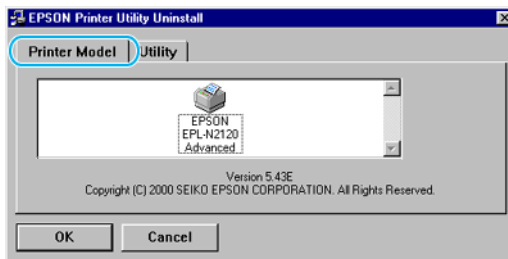 EPSON Printer Utility Uninstall
Printer Model
Utility
EPSON
EPL-N2120
Advanced
Version 5.43E
Copyright (C) 2000 SEIKO EPSON CORPORATION. All Rights Reserved.
OK
Cancel